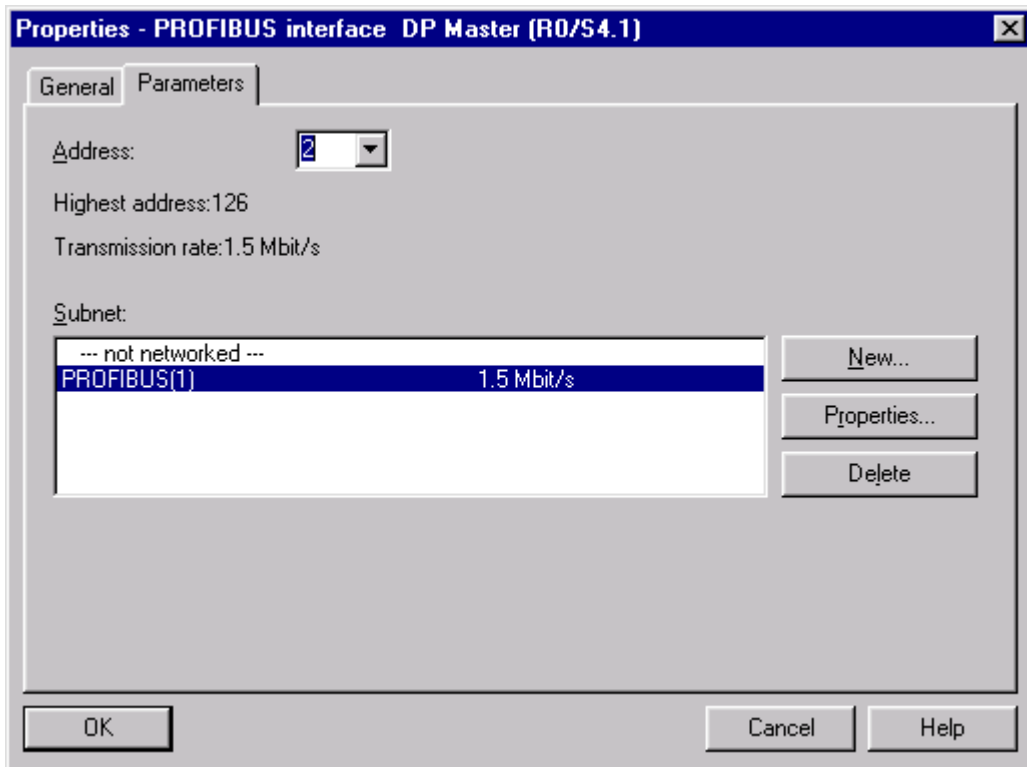 Properties - PROFIBUS interface  DP Master (R0/S4.1)
General Parameters
Address: 2
Highest address:126
Transmission rate:1.5 Mbit/s
Subnet:
--- not networked ---
PROFIBUS(1) 1.5 Mbit/s
New...
Properties...
Delete
OK Cancel Help